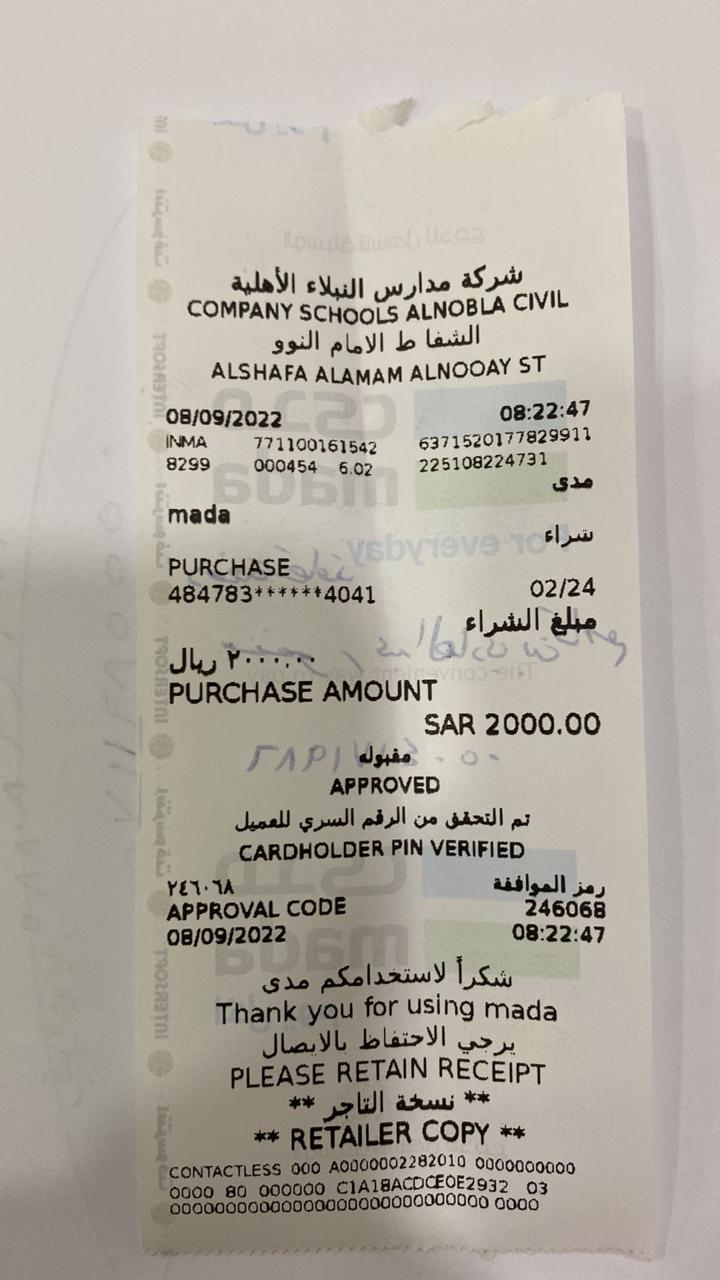 شركة مدارس النبلاء الأهلية
COMPANY SCHOOLS ALNOBLA CIVIL
الشفا ط الامام النوو
ALSHAFA ALAMAM ALNOOAY ST
08/09/2022 08:22:47
INMA 771100161542 6371520177829911
8299 000454 6.02 225108224731
مدى
mada
شراء
PURCHASE
484783******4041 02/24
مبلغ الشراء
٢٠٠٠.٠٠ ريال
PURCHASE AMOUNT
SAR 2000.00
مقبوله
APPROVED
تم التحقق من الرقم السري للعميل
CARDHOLDER PIN VERIFIED
رمز الموافقة ٢٤٦٠٦٨
APPROVAL CODE 246068
08/09/2022 08:22:47
شكراً لاستخدامكم مدى
Thank you for using mada
يرجي الاحتفاظ بالايصال
PLEASE RETAIN RECEIPT
** نسخة التاجر **
** RETAILER COPY **
CONTACTLESS 000 A0000002282010 0000000000
0000 80 000000 C1A18ACDCE0E2932 03